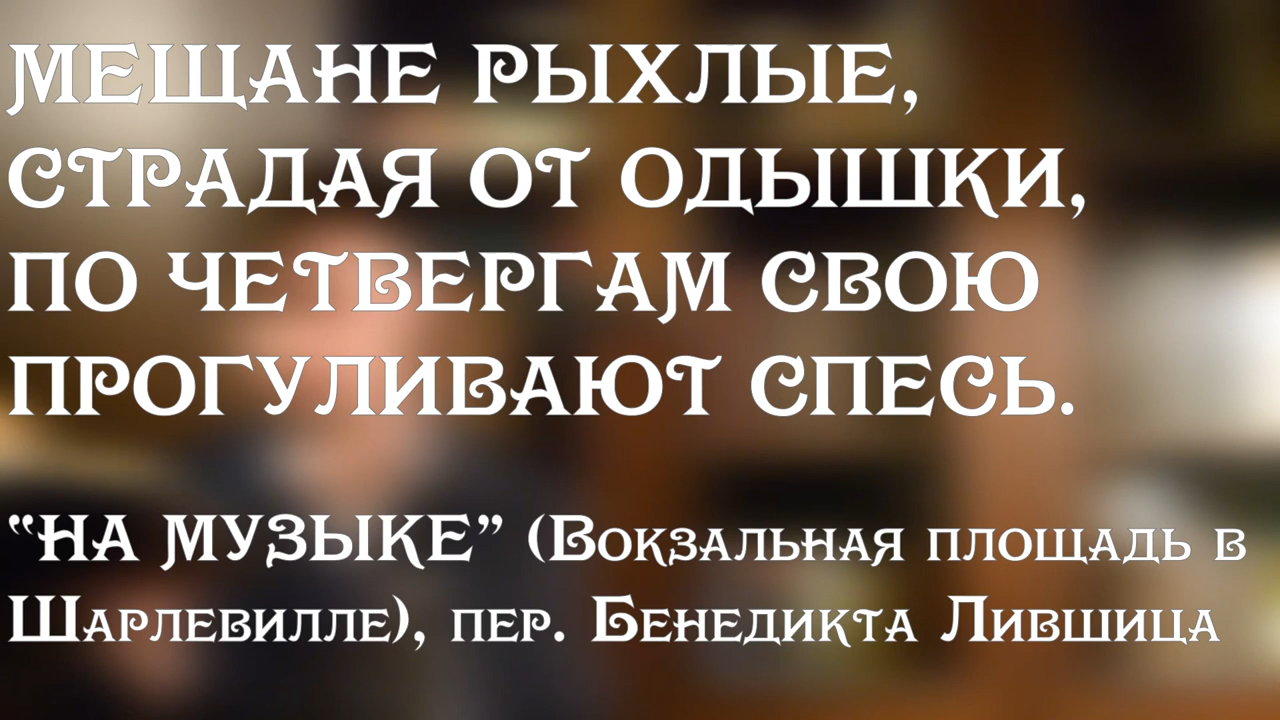 МЕЩАНЕ РЫХЛЫЕ,
СТРАДАЯ ОТ ОДЫШКИ,
ПО ЧЕТВЕРГАМ СВОЮ
ПРОГУЛИВАЮТ СПЕСЬ.
“НА МУЗЫКЕ” (Вокзальная площадь в
Шарлевилле), пер. Бенедикта Лившица